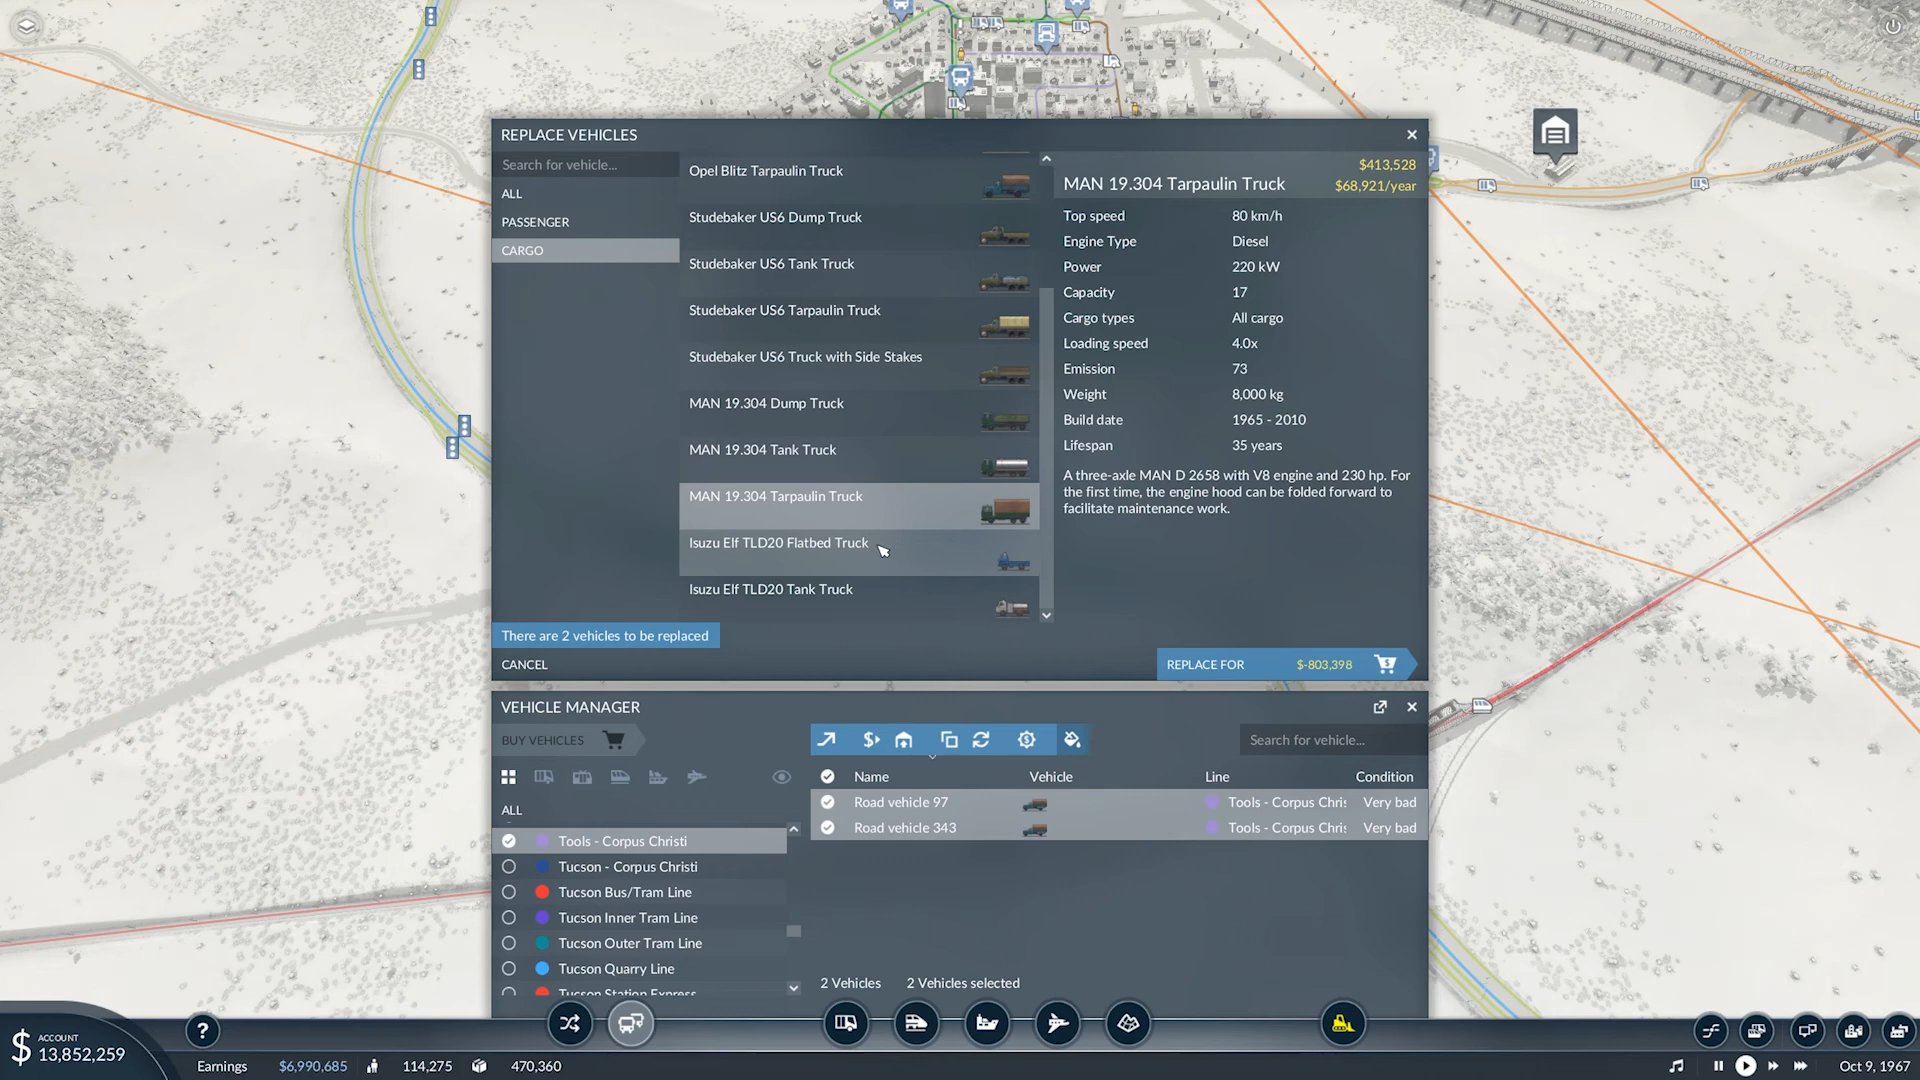 REPLACE VEHICLES
Search for vehicle...
ALL
PASSENGER
CARGO
Opel Blitz Tarpaulin Truck
Studebaker US6 Dump Truck
Studebaker US6 Tank Truck
Studebaker US6 Tarpaulin Truck
Studebaker US6 Truck with Side Stakes
MAN 19.304 Dump Truck
MAN 19.304 Tank Truck
MAN 19.304 Tarpaulin Truck
Isuzu Elf TLD20 Flatbed Truck
Isuzu Elf TLD20 Tank Truck
$413,528
MAN 19.304 Tarpaulin Truck $68,921/year
Top speed 80 km/h
Engine Type Diesel
Power 220 kW
Capacity 17
Cargo types All cargo
Loading speed 4.0x
Emission 73
Weight 8,000 kg
Build date 1965 - 2010
Lifespan 35 years
A three-axle MAN D 2658 with V8 engine and 230 hp. For
the first time, the engine hood can be folded forward to
facilitate maintenance work.
There are 2 vehicles to be replaced
CANCEL
REPLACE FOR $-803,398
VEHICLE MANAGER
BUY VEHICLES
Search for vehicle...
ALL
Tools - Corpus Christi
Tucson - Corpus Christi
Tucson Bus/Tram Line
Tucson Inner Tram Line
Tucson Outer Tram Line
Tucson Quarry Line
Tucson Station Express
Name Vehicle Line Condition
Road vehicle 97 Tools - Corpus Chris Very bad
Road vehicle 343 Tools - Corpus Chris Very bad
2 Vehicles 2 Vehicles selected
$ ACCOUNT
13,852,259
?
Earnings $6,990,685 114,275 470,360
Oct 9, 1967